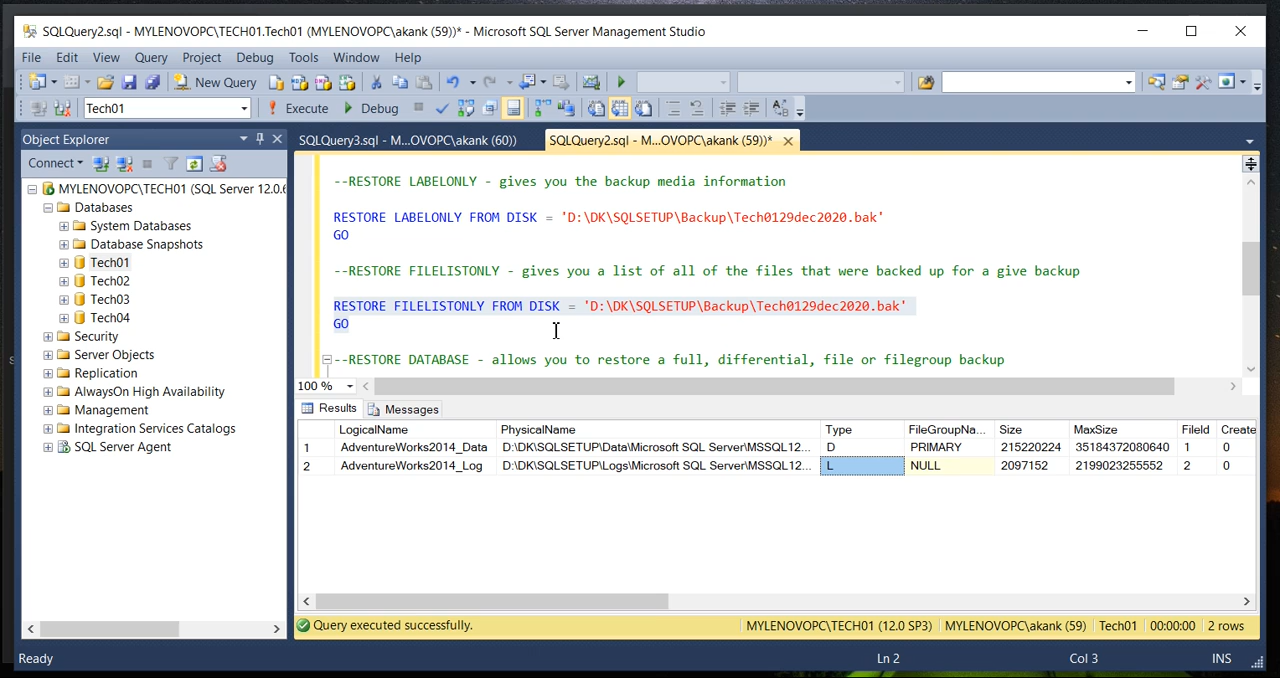 SQLQuery2.sql - MYLENOVOPC\TECH01.Tech01 (MYLENOVOPC\akank (59))* - Microsoft SQL Server Management Studio
File Edit View Query Project Debug Tools Window Help
New Query
Tech01 Execute Debug
Object Explorer
SQLQuery3.sql - M...OVOPC\akank (60)) SQLQuery2.sql - M...OVOPC\akank (59))*
Connect
MYLENOVOPC\TECH01 (SQL Server 12.0.6
Databases
System Databases
Database Snapshots
Tech01
Tech02
Tech03
Tech04
Security
Server Objects
Replication
AlwaysOn High Availability
Management
Integration Services Catalogs
SQL Server Agent
--RESTORE LABELONLY - gives you the backup media information
RESTORE LABELONLY FROM DISK = 'D:\DK\SQLSETUP\Backup\Tech0129dec2020.bak'
GO
--RESTORE FILELISTONLY - gives you a list of all of the files that were backed up for a give backup
RESTORE FILELISTONLY FROM DISK = 'D:\DK\SQLSETUP\Backup\Tech0129dec2020.bak'
GO
--RESTORE DATABASE - allows you to restore a full, differential, file or filegroup backup
100 %
Results Messages
LogicalName PhysicalName Type FileGroupNa... Size MaxSize FileId Create
1 AdventureWorks2014_Data D:\DK\SQLSETUP\Data\Microsoft SQL Server\MSSQL12... D PRIMARY 215220224 35184372080640 1 0
2 AdventureWorks2014_Log D:\DK\SQLSETUP\Logs\Microsoft SQL Server\MSSQL12... L NULL 2097152 2199023255552 2 0
Query executed successfully. MYLENOVOPC\TECH01 (12.0 SP3) MYLENOVOPC\akank (59) Tech01 00:00:00 2 rows
Ready Ln 2 Col 3 INS